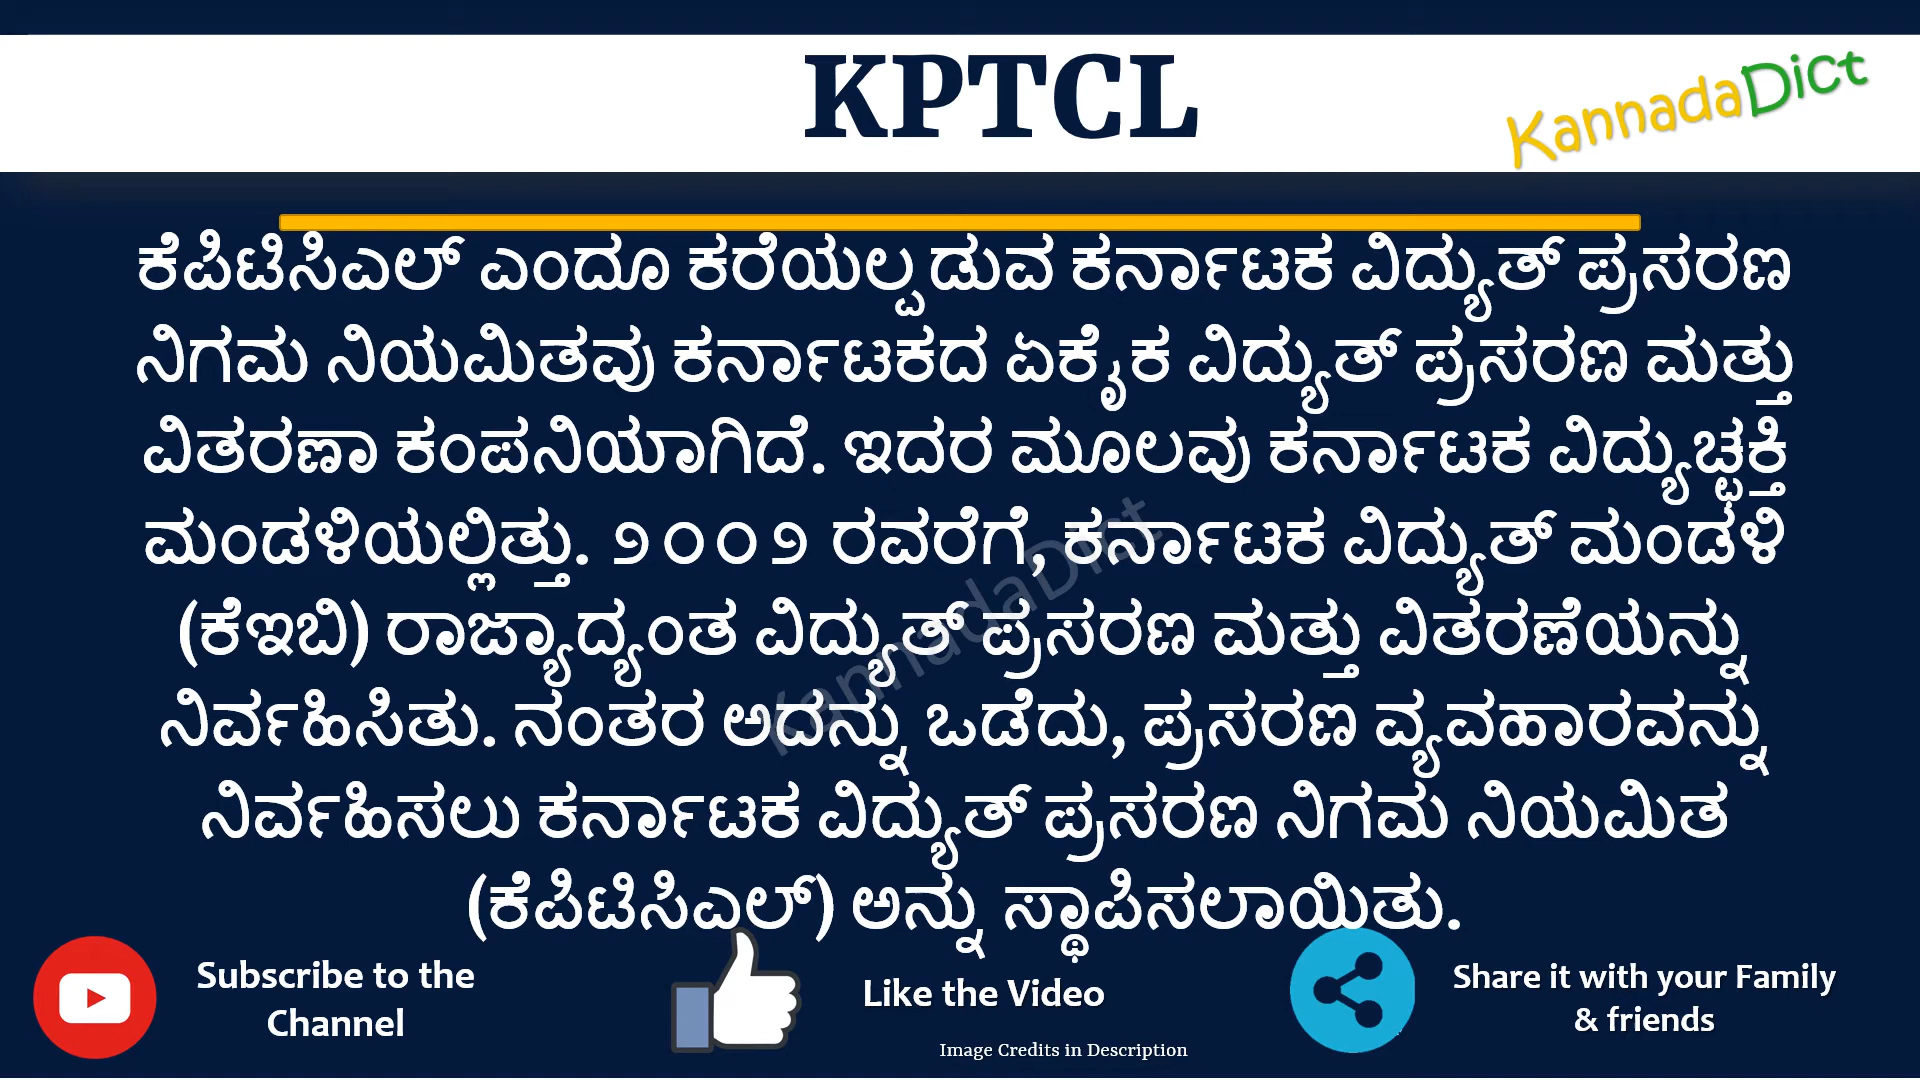 KPTCL
KannadaDict
ಕೆಪಿಟಿಸಿಎಲ್ ಎಂದೂ ಕರೆಯಲ್ಪಡುವ ಕರ್ನಾಟಕ ವಿದ್ಯುತ್ ಪ್ರಸರಣ
ನಿಗಮ ನಿಯಮಿತವು ಕರ್ನಾಟಕದ ಏಕೈಕ ವಿದ್ಯುತ್ ಪ್ರಸರಣ ಮತ್ತು
ವಿತರಣಾ ಕಂಪನಿಯಾಗಿದೆ. ಇದರ ಮೂಲವು ಕರ್ನಾಟಕ ವಿದ್ಯುಚ್ಛಕ್ತಿ
ಮಂಡಳಿಯಲ್ಲಿತ್ತು. ೨೦೦೨ ರವರೆಗೆ, ಕರ್ನಾಟಕ ವಿದ್ಯುತ್ ಮಂಡಳಿ
(ಕೆಇಬಿ) ರಾಜ್ಯಾದ್ಯಂತ ವಿದ್ಯುತ್ ಪ್ರಸರಣ ಮತ್ತು ವಿತರಣೆಯನ್ನು
ನಿರ್ವಹಿಸಿತು. ನಂತರ ಅದನ್ನು ಒಡೆದು, ಪ್ರಸರಣ ವ್ಯವಹಾರವನ್ನು
ನಿರ್ವಹಿಸಲು ಕರ್ನಾಟಕ ವಿದ್ಯುತ್ ಪ್ರಸರಣ ನಿಗಮ ನಿಯಮಿತ
(ಕೆಪಿಟಿಸಿಎಲ್) ಅನ್ನು ಸ್ಥಾಪಿಸಲಾಯಿತು.
KannadaDict
Subscribe to the
Channel
Like the Video
Share it with your Family
& friends
Image Credits in Description